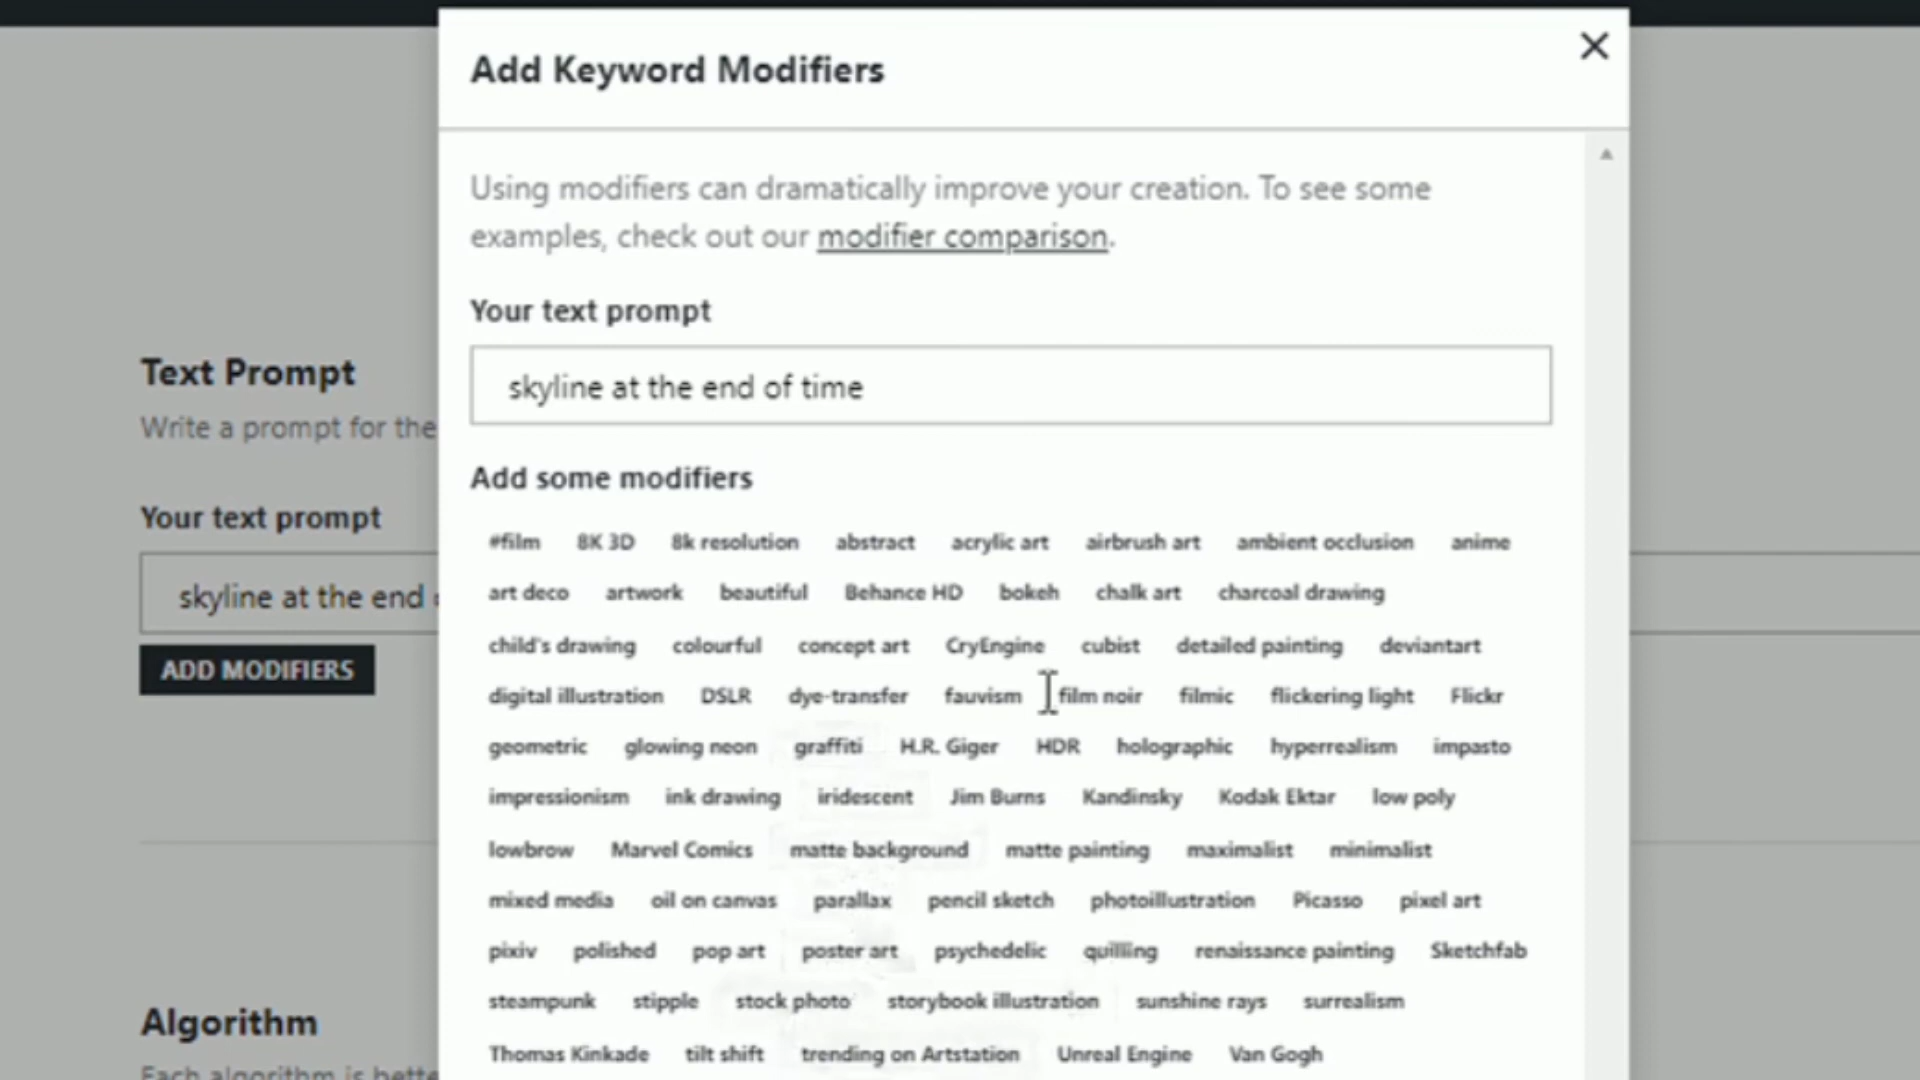 Add Keyword Modifiers
Using modifiers can dramatically improve your creation. To see some
examples, check out our modifier comparison.
Your text prompt
skyline at the end of time
Add some modifiers
#film 8K 3D 8k resolution abstract acrylic art airbrush art ambient occlusion anime
art deco artwork beautiful Behance HD bokeh chalk art charcoal drawing
child's drawing colourful concept art CryEngine cubist detailed painting deviantart
digital illustration DSLR dye-transfer fauvism film noir filmic flickering light Flickr
geometric glowing neon graffiti H.R. Giger HDR holographic hyperrealism impasto
impressionism ink drawing iridescent Jim Burns Kandinsky Kodak Ektar low poly
lowbrow Marvel Comics matte background matte painting maximalist minimalist
mixed media oil on canvas parallax pencil sketch photoillustration Picasso pixel art
pixiv polished pop art poster art psychedelic quilling renaissance painting Sketchfab
steampunk stipple stock photo storybook illustration sunshine rays surrealism
Thomas Kinkade tilt shift trending on Artstation Unreal Engine Van Gogh
Text Prompt
Write a prompt for the
Your text prompt
skyline at the end
ADD MODIFIERS
Algorithm
Each algorithm is bette